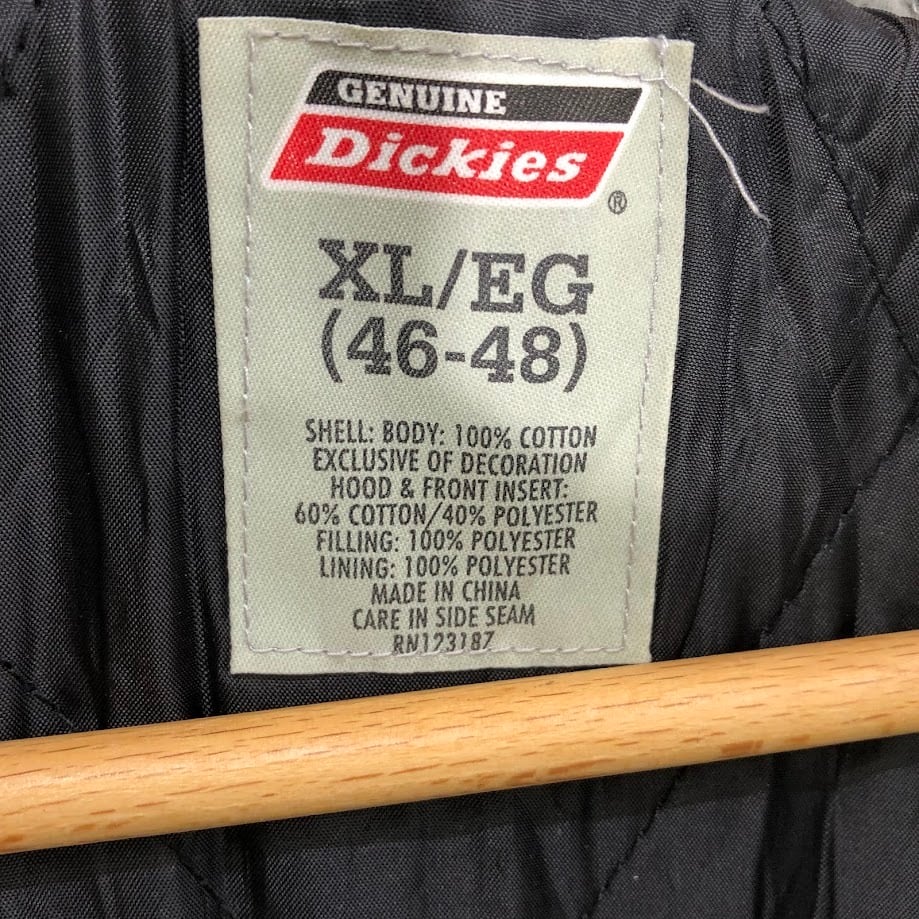 GENUINE
Dickies
®
XL/EG
(46-48)
SHELL: BODY: 100% COTTON
EXCLUSIVE OF DECORATION
HOOD & FRONT INSERT:
60% COTTON/40% POLYESTER
FILLING: 100% POLYESTER
LINING: 100% POLYESTER
MADE IN CHINA
CARE IN SIDE SEAM